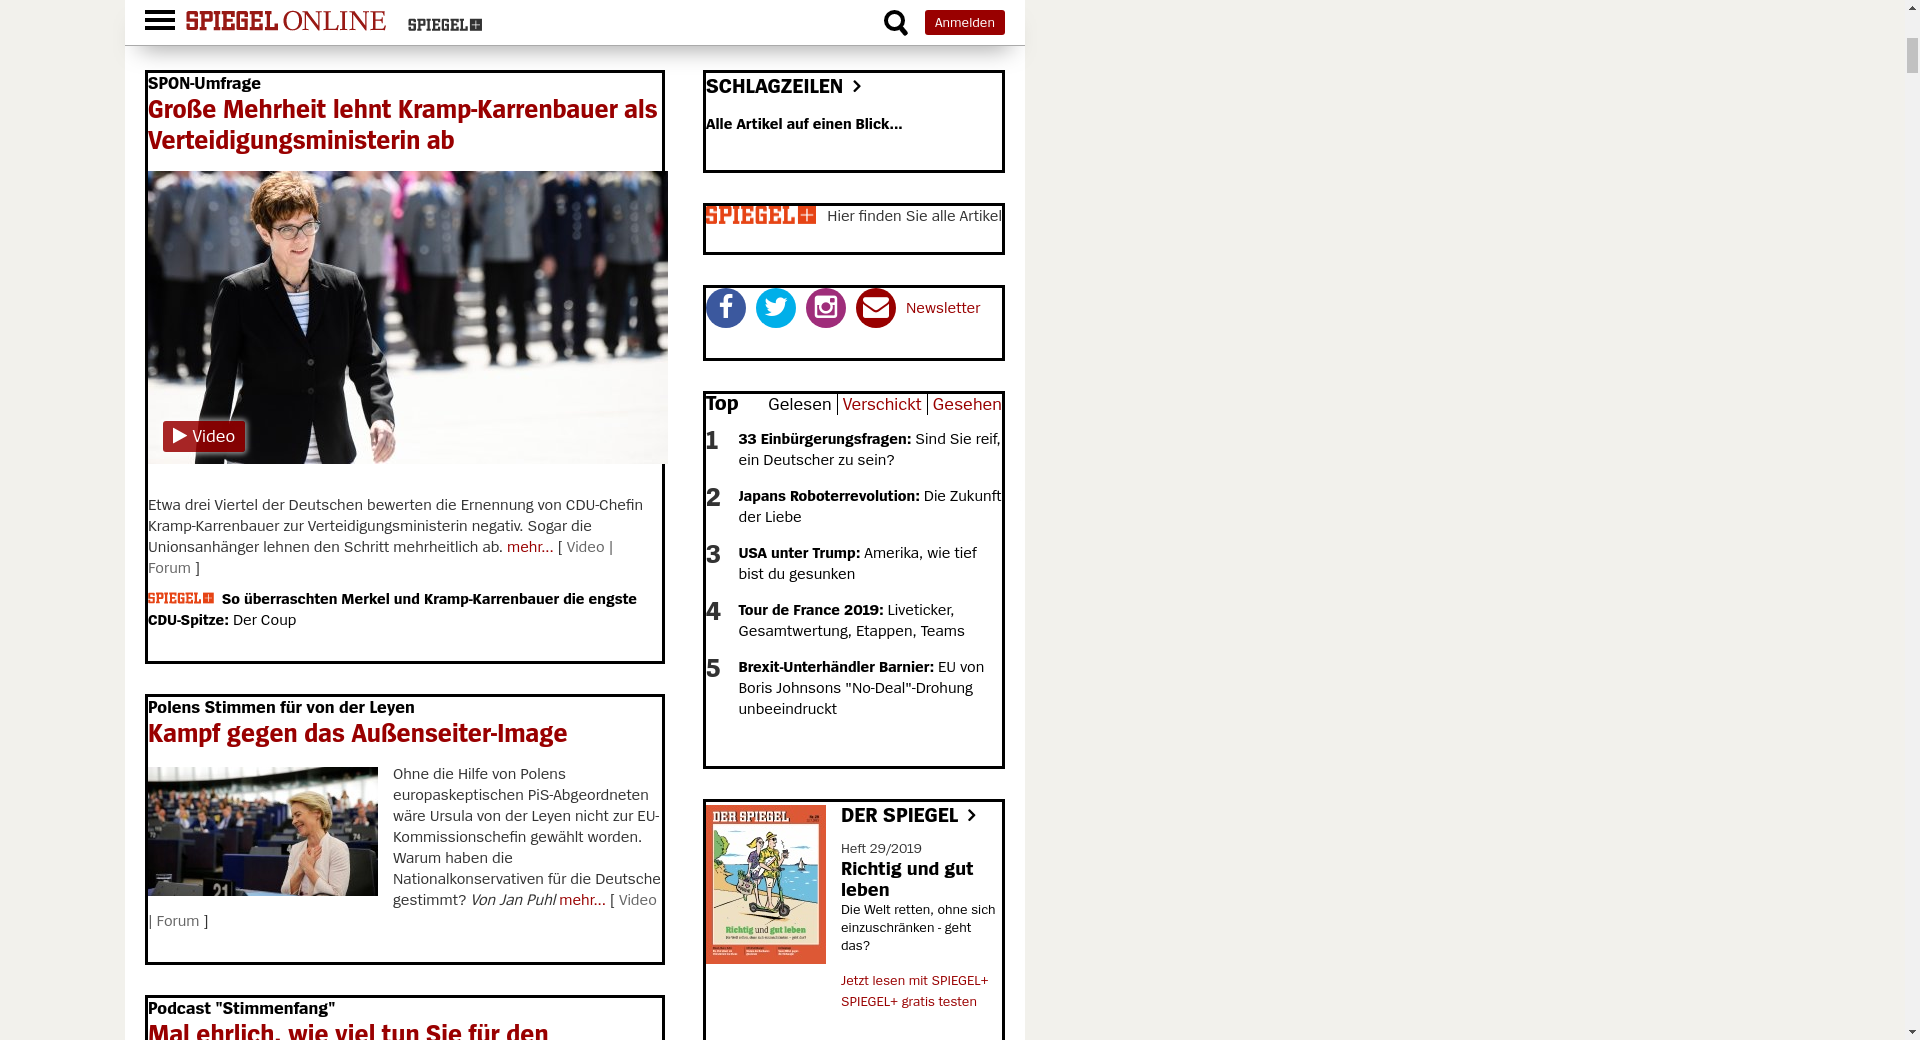 SPIEGEL ONLINE
SPIEGEL+
Anmelden
SPON-Umfrage
Große Mehrheit lehnt Kramp-Karrenbauer als
Verteidigungsministerin ab
Video
Etwa drei Viertel der Deutschen bewerten die Ernennung von CDU-Chefin
Kramp-Karrenbauer zur Verteidigungsministerin negativ. Sogar die
Unionsanhänger lehnen den Schritt mehrheitlich ab. mehr... [ Video |
Forum ]
SPIEGEL+ So überraschten Merkel und Kramp-Karrenbauer die engste
CDU-Spitze: Der Coup
Polens Stimmen für von der Leyen
Kampf gegen das Außenseiter-Image
21
Ohne die Hilfe von Polens
europaskeptischen PiS-Abgeordneten
wäre Ursula von der Leyen nicht zur EU-
Kommissionschefin gewählt worden.
Warum haben die
Nationalkonservativen für die Deutsche
gestimmt? Von Jan Puhl mehr... [ Video
| Forum ]
Podcast "Stimmenfang"
Mal ehrlich, wie viel tun Sie für den
SCHLAGZEILEN
Alle Artikel auf einen Blick...
SPIEGEL+ Hier finden Sie alle Artikel
Newsletter
Top Gelesen Verschickt Gesehen
1 33 Einbürgerungsfragen: Sind Sie reif,
ein Deutscher zu sein?
2 Japans Roboterrevolution: Die Zukunft
der Liebe
3 USA unter Trump: Amerika, wie tief
bist du gesunken
4 Tour de France 2019: Liveticker,
Gesamtwertung, Etappen, Teams
5 Brexit-Unterhändler Barnier: EU von
Boris Johnsons "No-Deal"-Drohung
unbeeindruckt
DER SPIEGEL
Richtig und gut leben
DER SPIEGEL
Heft 29/2019
Richtig und gut
leben
Die Welt retten, ohne sich
einzuschränken - geht
das?
Jetzt lesen mit SPIEGEL+
SPIEGEL+ gratis testen